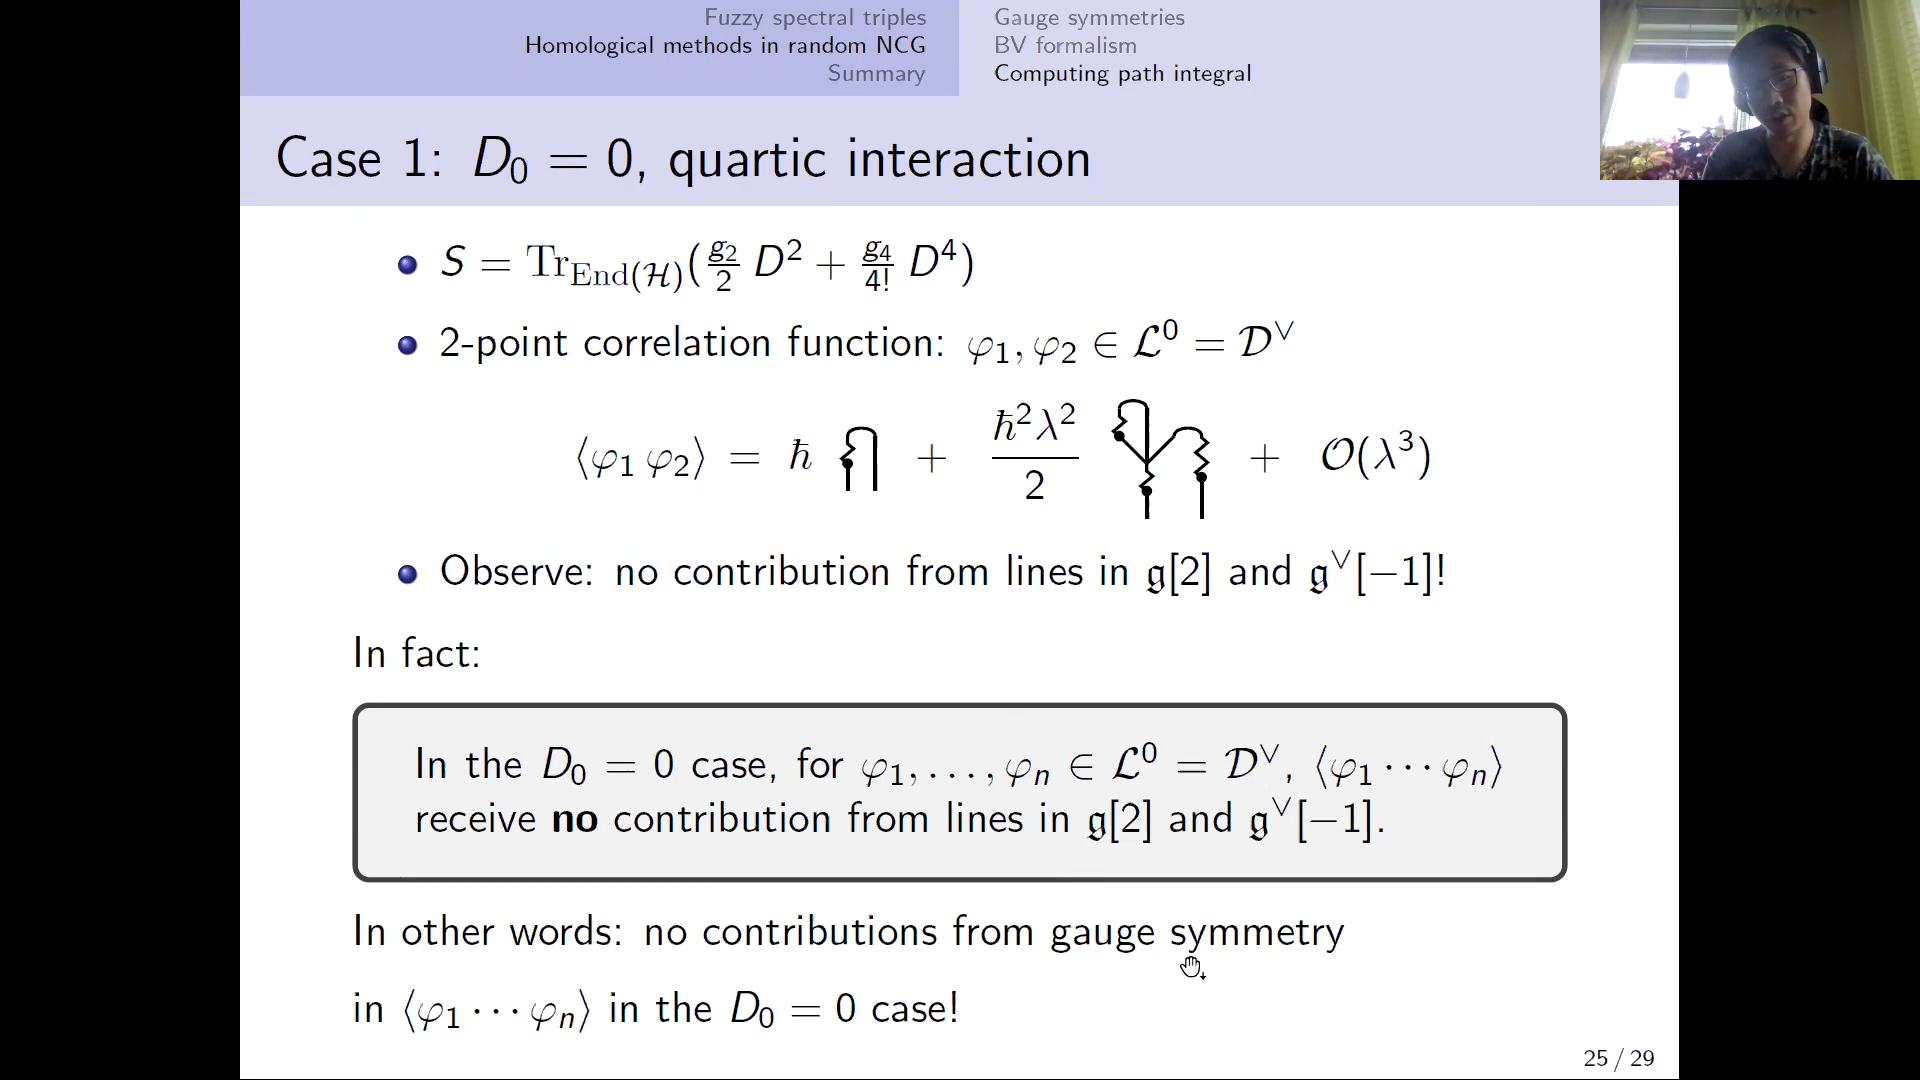 Fuzzy spectral triples
Homological methods in random NCG
Summary
Gauge symmetries
BV formalism
Computing path integral
Case 1: D₀ = 0, quartic interaction
• S = Tr_{End(ℋ)}(g₂/2 D² + g₄/4! D⁴)
• 2-point correlation function: φ₁, φ₂ ∈ ℒ⁰ = 𝒟^∨
⟨φ₁ φ₂⟩ = ħ + ħ²λ²/2 + 𝒪(λ³)
• Observe: no contribution from lines in 𝔤[2] and 𝔤^∨[−1]!
In fact:
In the D₀ = 0 case, for φ₁, . . . , φₙ ∈ ℒ⁰ = 𝒟^∨, ⟨φ₁ · · · φₙ⟩
receive no contribution from lines in 𝔤[2] and 𝔤^∨[−1].
In other words: no contributions from gauge symmetry
in ⟨φ₁ · · · φₙ⟩ in the D₀ = 0 case!
25 / 29